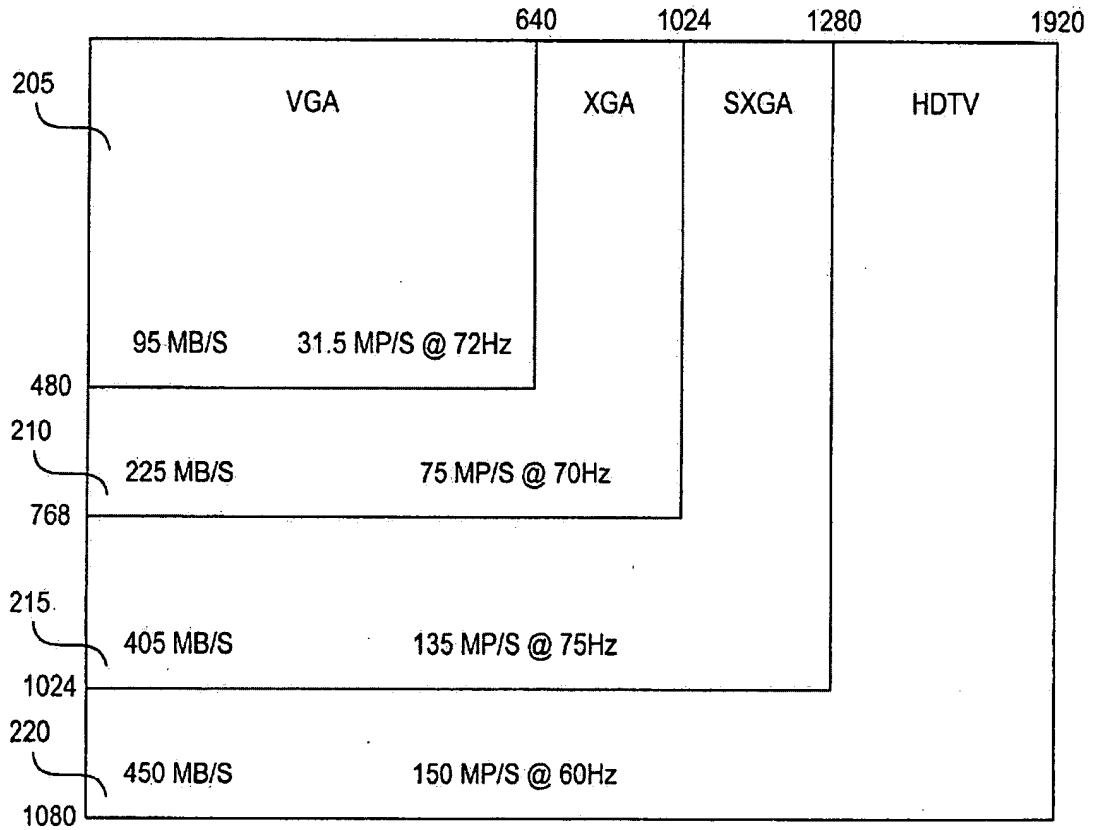 640 1024 1280 1920
205
VGA XGA SXGA HDTV
95 MB/S 31.5 MP/S @ 72Hz
480
210
225 MB/S 75 MP/S @ 70Hz
768
215
405 MB/S 135 MP/S @ 75Hz
1024
220
450 MB/S 150 MP/S @ 60Hz
1080